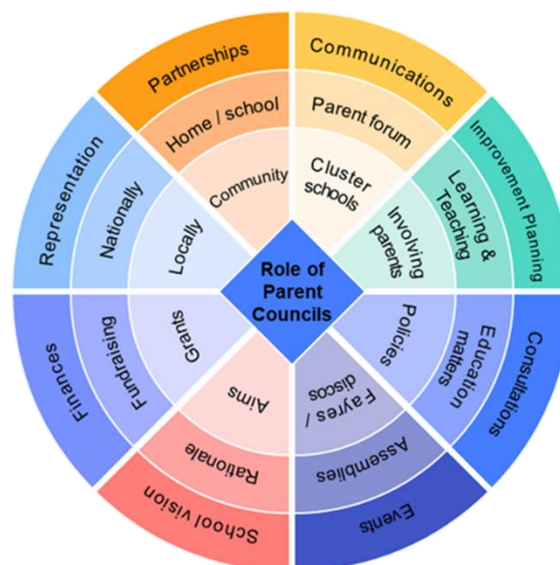 Partnerships
Home / school
Community
Communications
Parent forum
Cluster
schools
Improvement Planning
Learning &
Teaching
Involving
parents
Consultations
Education
matters
Policies
Events
Assemblies
Fayres /
discos
School vision
Rationale
Aims
Finances
Fundraising
Grants
Representation
Nationally
Locally
Role of
Parent
Councils